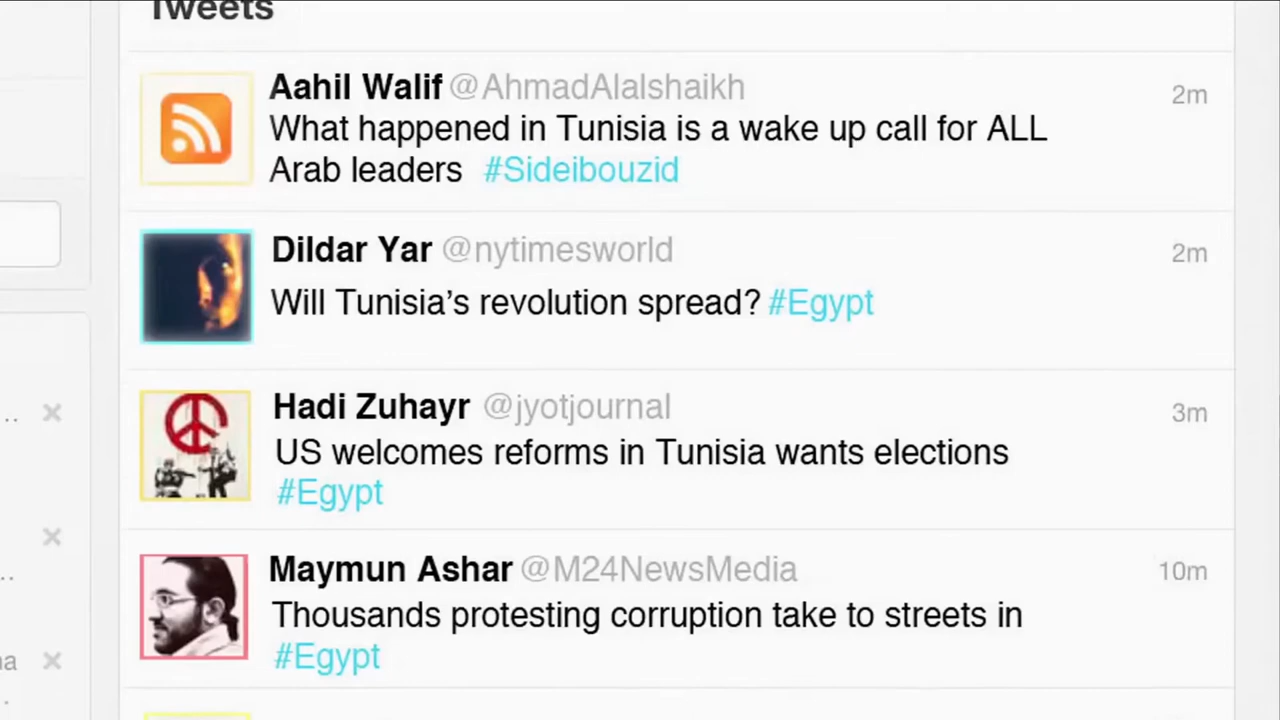 Tweets
Aahil Walif @AhmadAlalshaikh 2m
What happened in Tunisia is a wake up call for ALL
Arab leaders #Sideibouzid
Dildar Yar @nytimesworld 2m
Will Tunisia’s revolution spread? #Egypt
Hadi Zuhayr @jyotjournal 3m
US welcomes reforms in Tunisia wants elections
#Egypt
Maymun Ashar @M24NewsMedia 10m
Thousands protesting corruption take to streets in
#Egypt